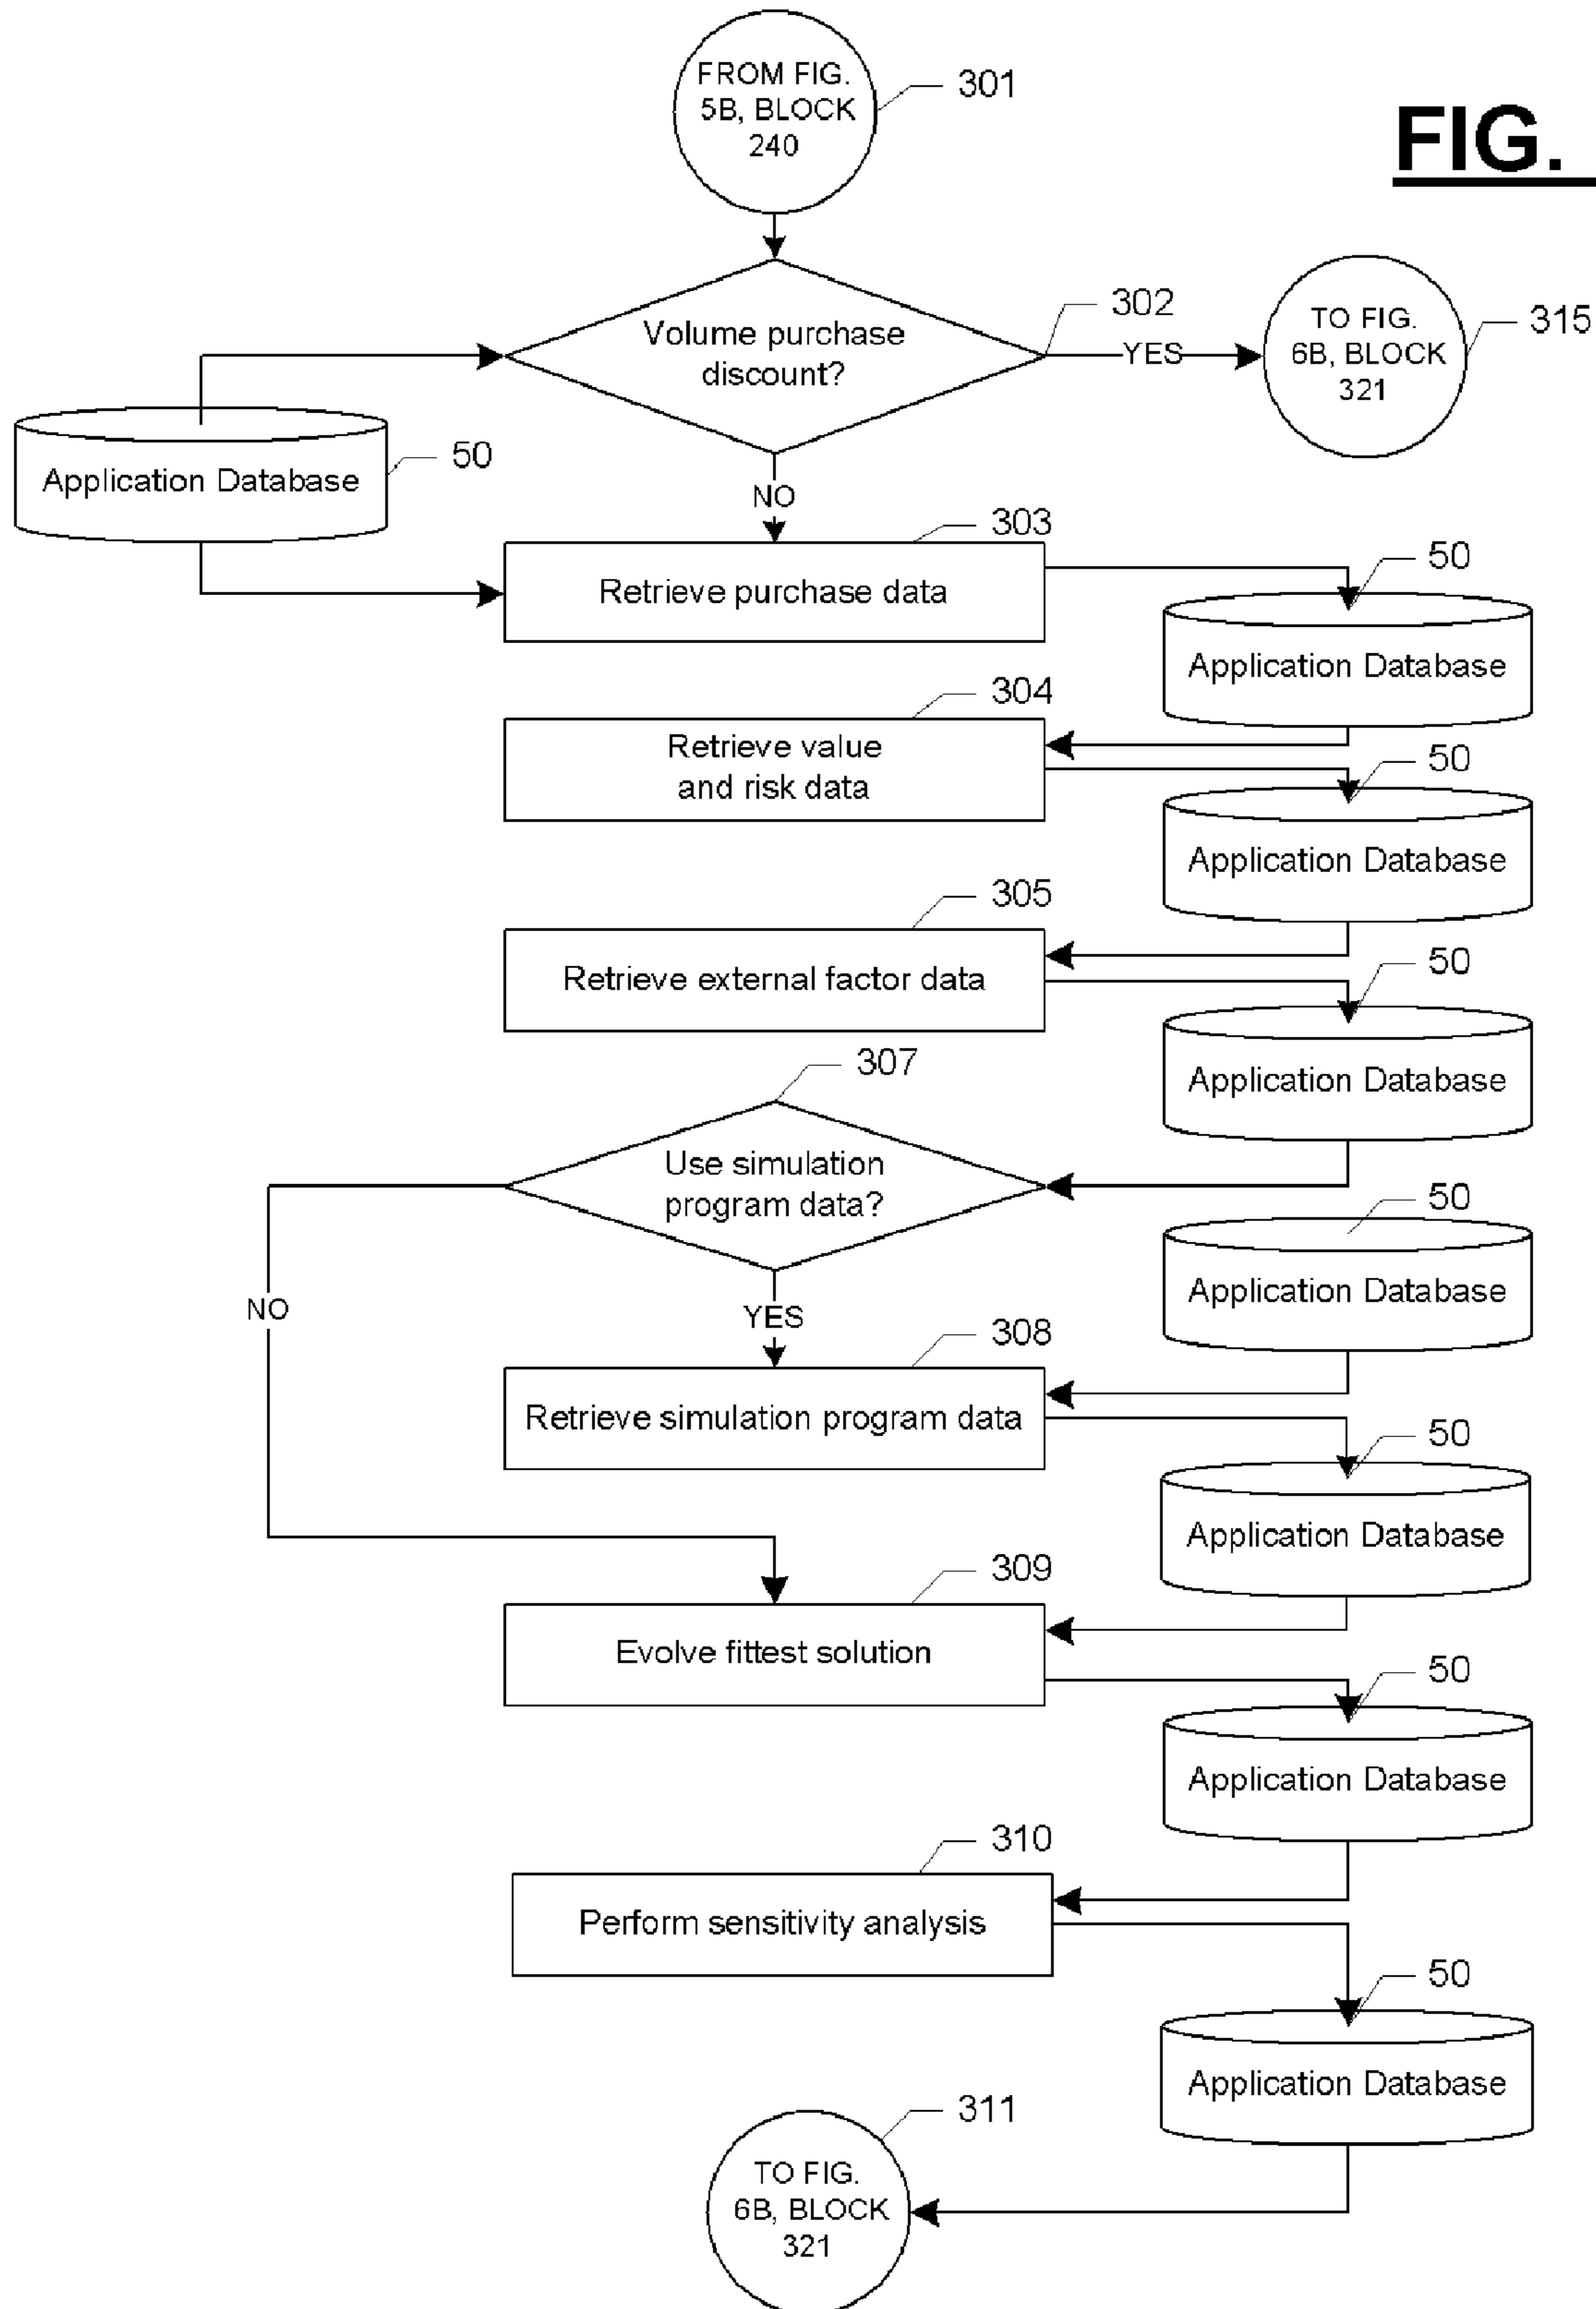 FROM FIG.
5B, BLOCK
240
301
FIG.
Volume purchase
discount?
302
YES
TO FIG.
6B, BLOCK
321
315
Application Database
50
NO
303
Retrieve purchase data
50
Application Database
304
Retrieve value
and risk data
50
Application Database
305
Retrieve external factor data
50
Application Database
307
Use simulation
program data?
50
Application Database
NO
YES
308
Retrieve simulation program data
50
Application Database
309
Evolve fittest solution
50
Application Database
310
Perform sensitivity analysis
50
Application Database
311
TO FIG.
6B, BLOCK
321